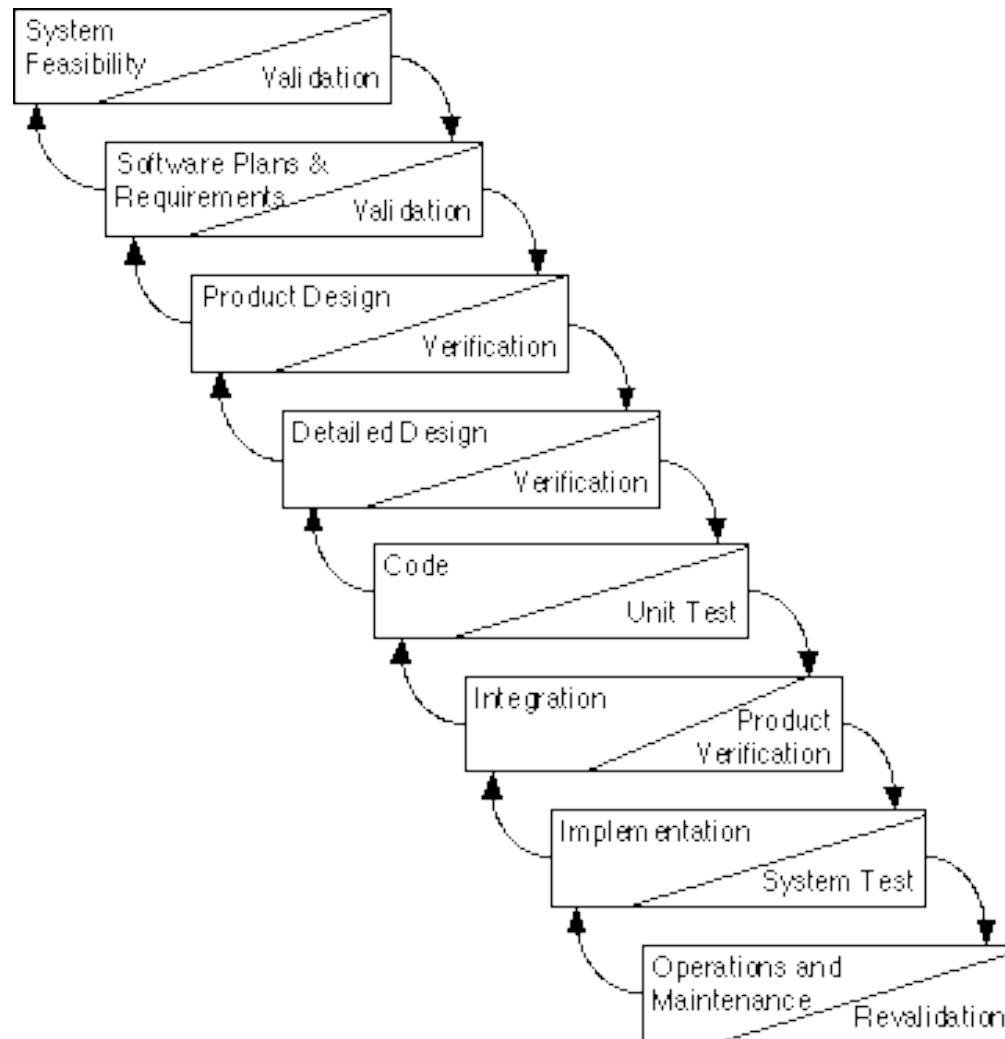 System
Feasibility
Validation
Software Plans &
Requirements
Validation
Product Design
Verification
Detailed Design
Verification
Code
Unit Test
Integration
Product
Verification
Implementation
System Test
Operations and
Maintenance
Revalidation